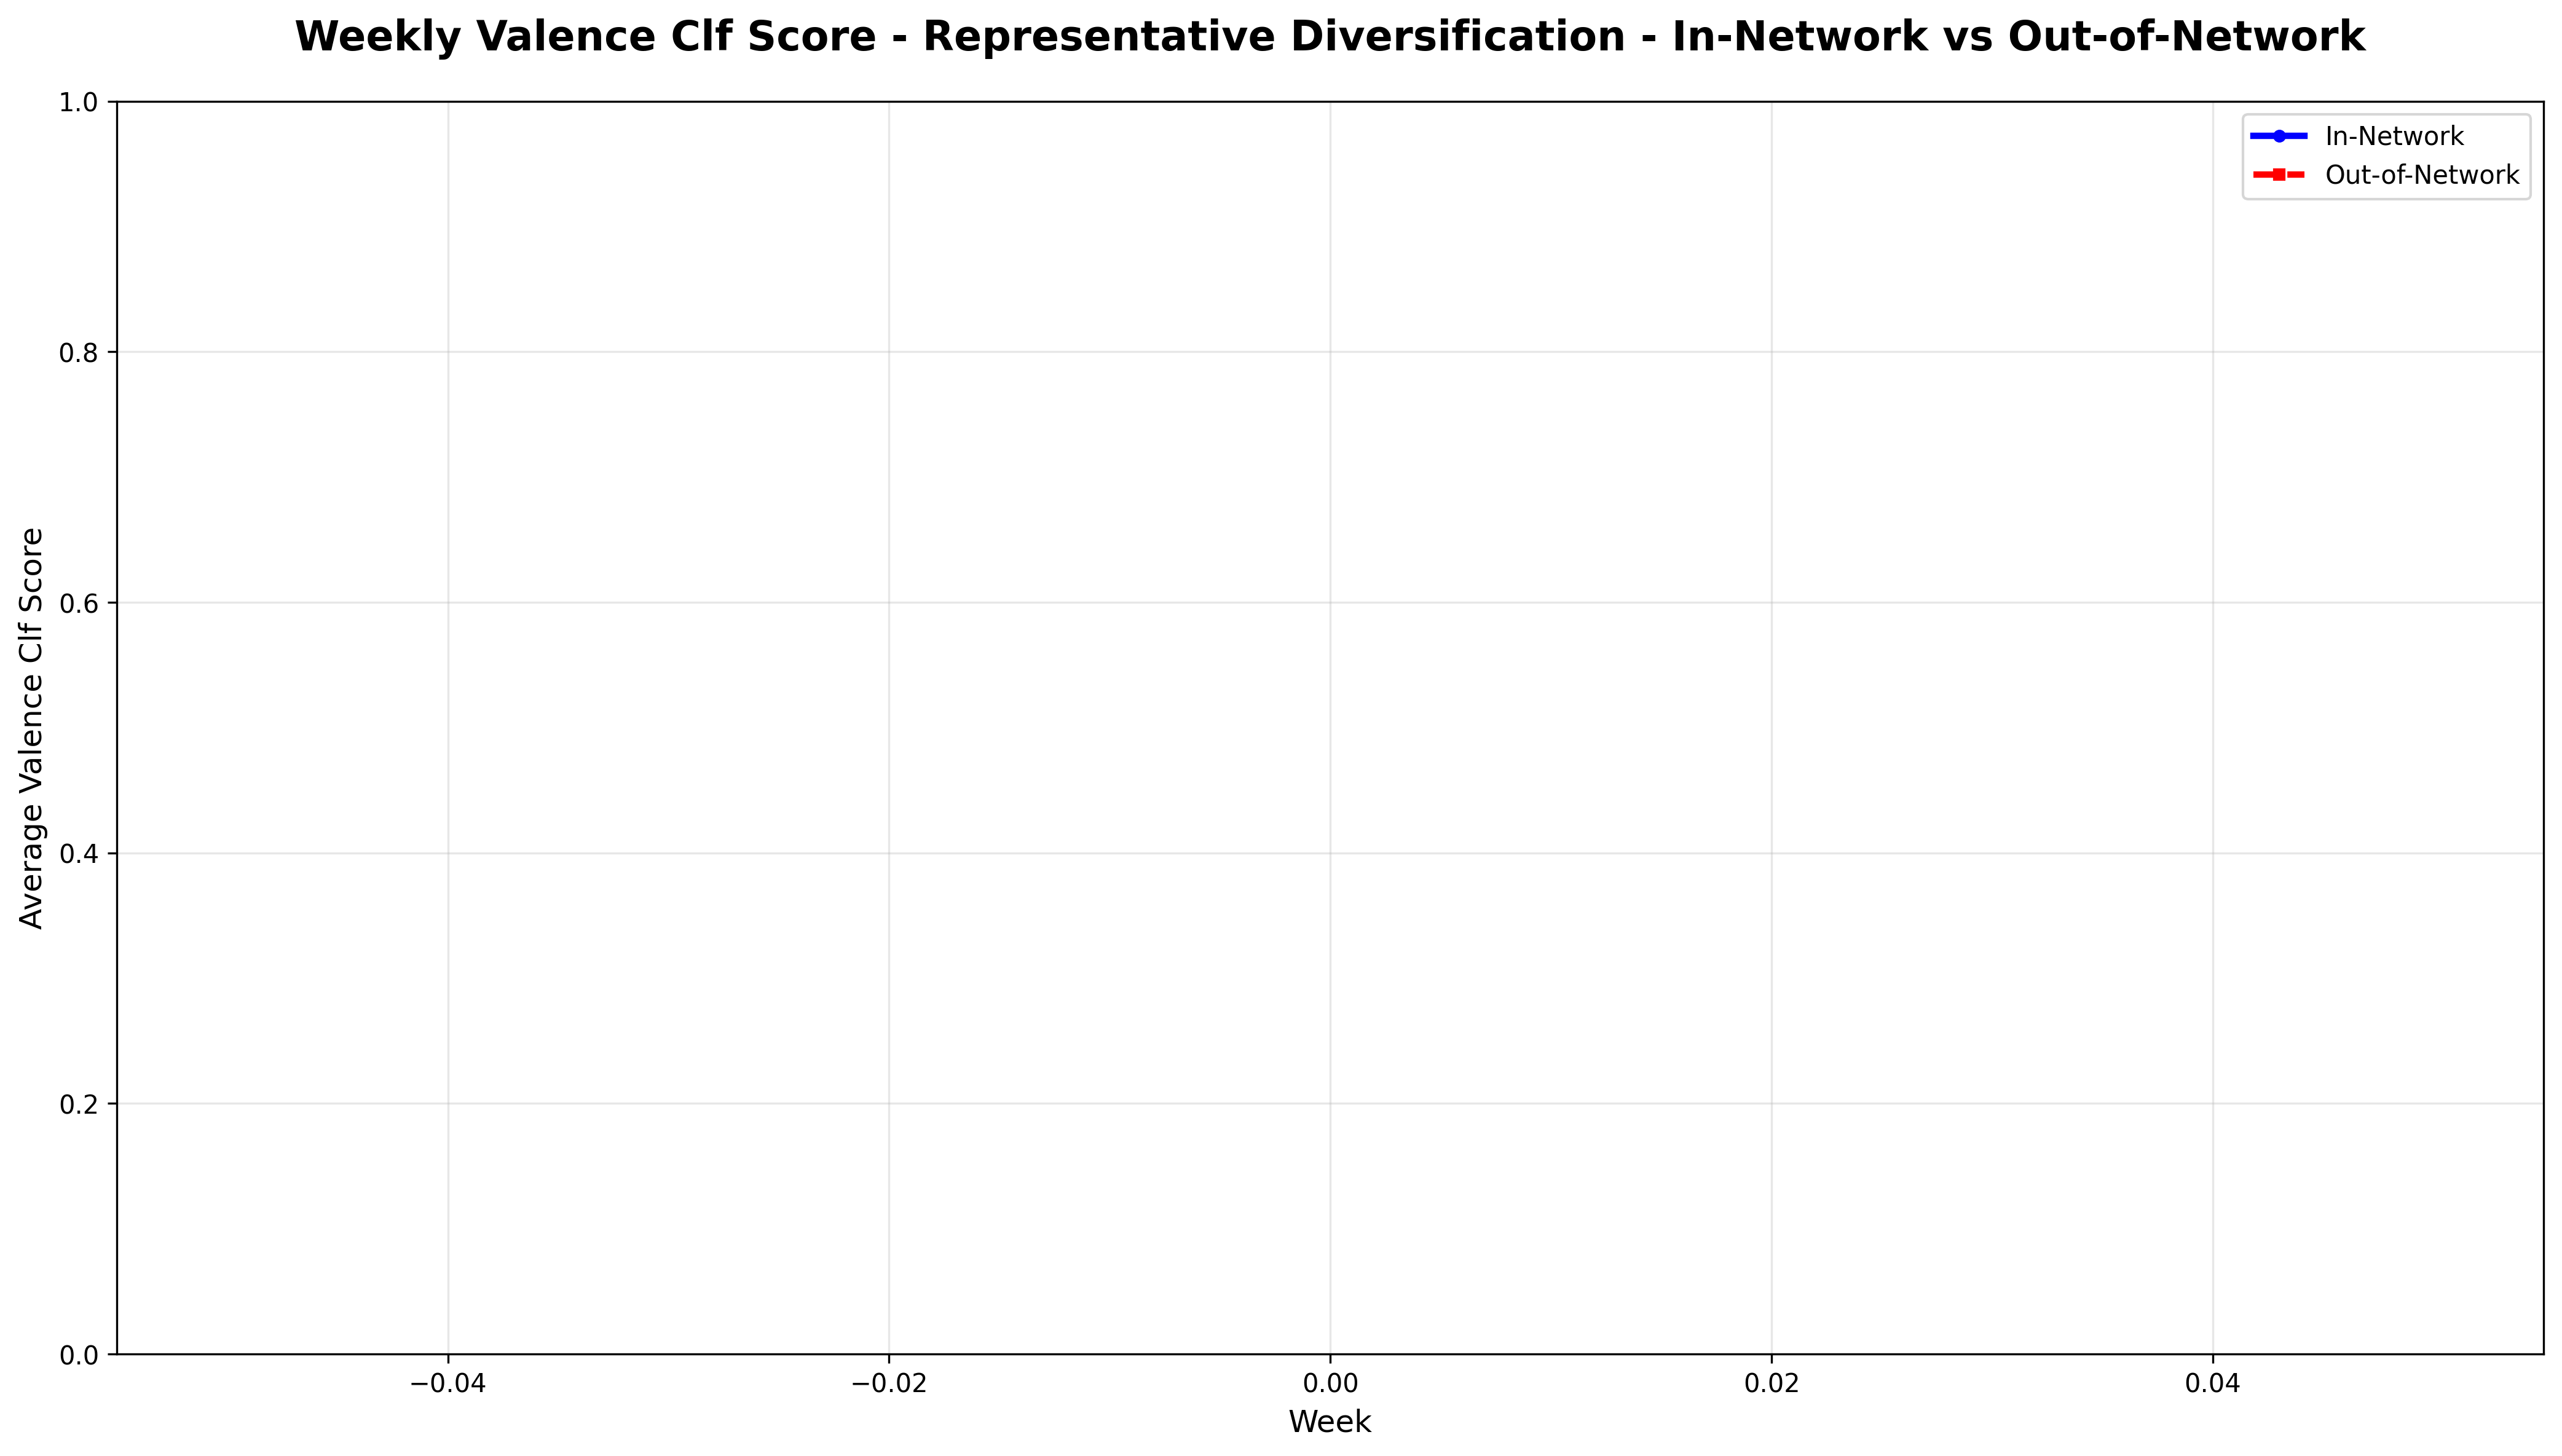 Weekly Valence Clf Score - Representative Diversification - In-Network vs Out-of-Network
1.0
0.8
0.6
0.4
0.2
0.0
Average Valence Clf Score
In-Network
Out-of-Network
−0.04
−0.02
0.00
0.02
0.04
Week